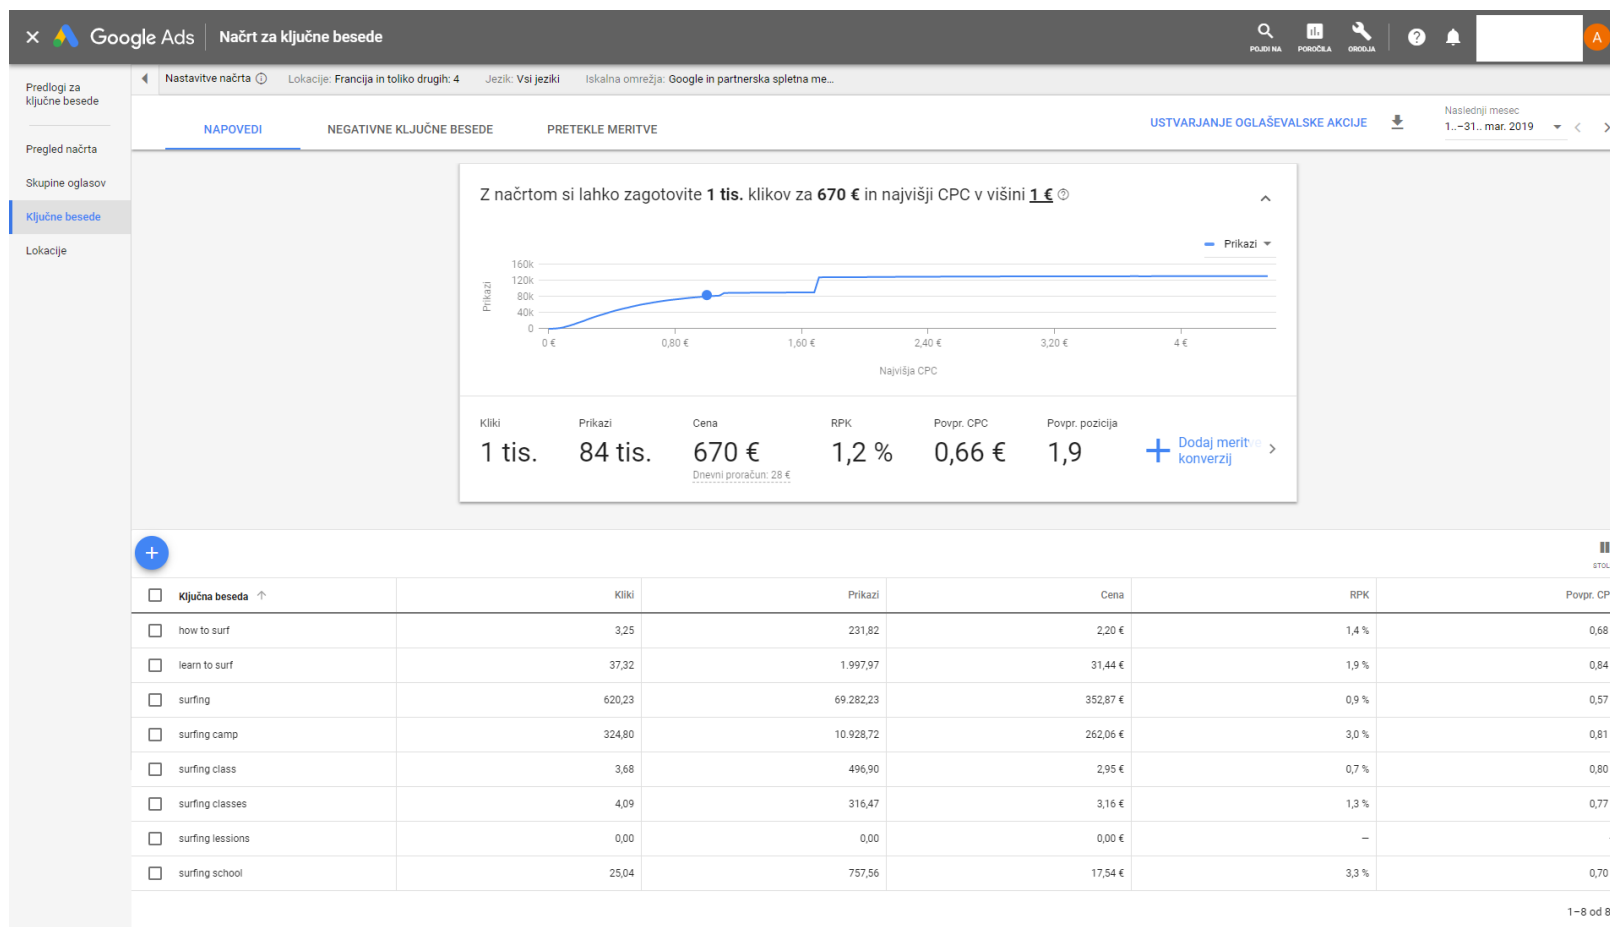 Google Ads
Načrt za ključne besede
POJDI NA
POROČILA
ORODJA
A
Predlogi za
ključne besede
Pregled načrta
Skupine oglasov
Ključne besede
Lokacije
Nastavitve načrta
Lokacije: Francija in toliko drugih: 4
Jezik: Vsi jeziki
Iskalna omrežja: Google in partnerska spletna me...
NAPOVEDI
NEGATIVNE KLJUČNE BESEDE
PRETEKLE MERITVE
USTVARJANJE OGLAŠEVALSKE AKCIJE
Naslednji mesec
1..–31.. mar. 2019
Z načrtom si lahko zagotovite 1 tis. klikov za 670 € in najvišji CPC v višini 1 €
Prikazi
Prikazi
160k
120k
80k
40k
0
0 €
0,80 €
1,60 €
2,40 €
3,20 €
4 €
Najvišja CPC
Kliki
1 tis.
Prikazi
84 tis.
Cena
670 €
Dnevni proračun: 28 €
RPK
1,2 %
Povpr. CPC
0,66 €
Povpr. pozicija
1,9
Dodaj meritve
konverzij
STOL
Ključna beseda Kliki Prikazi Cena RPK Povpr. CP
how to surf 3,25 231,82 2,20 € 1,4 % 0,68
learn to surf 37,32 1.997,97 31,44 € 1,9 % 0,84
surfing 620,23 69.282,23 352,87 € 0,9 % 0,57
surfing camp 324,80 10.928,72 262,06 € 3,0 % 0,81
surfing class 3,68 496,90 2,95 € 0,7 % 0,80
surfing classes 4,09 316,47 3,16 € 1,3 % 0,77
surfing lessions 0,00 0,00 0,00 € –
surfing school 25,04 757,56 17,54 € 3,3 % 0,70
1–8 od 8